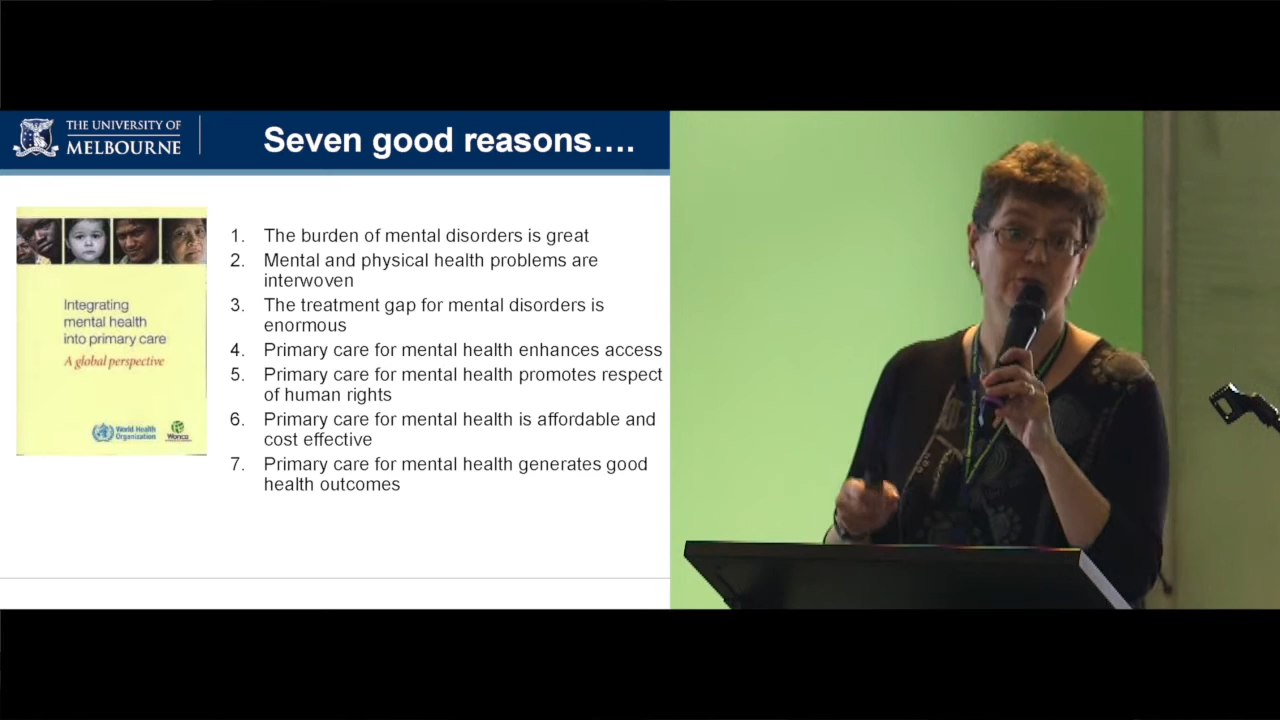 THE UNIVERSITY OF
MELBOURNE
Seven good reasons….
Integrating
mental health
into primary care
A global perspective
World Health
Organization
Wonca
1. The burden of mental disorders is great
2. Mental and physical health problems are
interwoven
3. The treatment gap for mental disorders is
enormous
4. Primary care for mental health enhances access
5. Primary care for mental health promotes respect
of human rights
6. Primary care for mental health is affordable and
cost effective
7. Primary care for mental health generates good
health outcomes